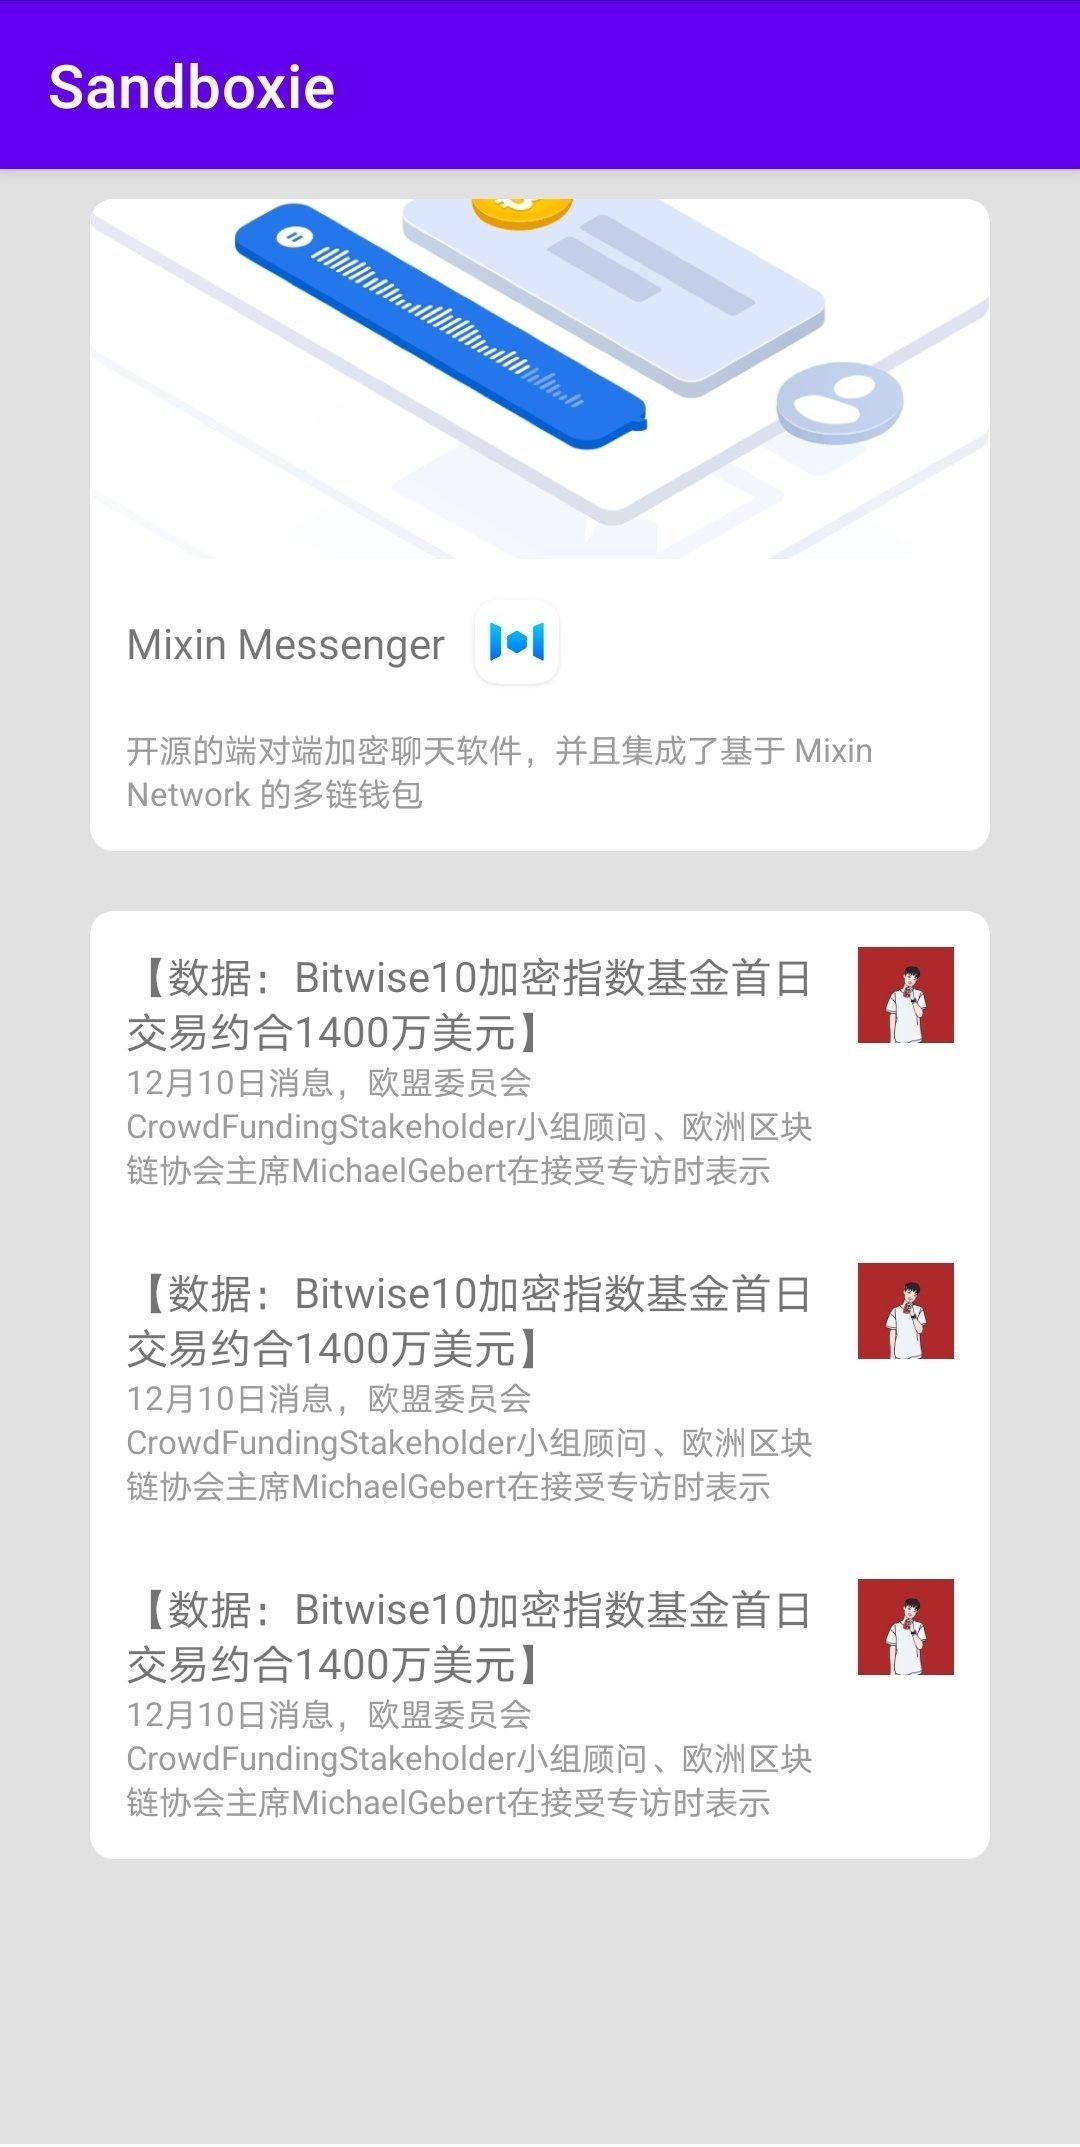 Sandboxie
Mixin Messenger
开源的端对端加密聊天软件，并且集成了基于 Mixin
Network 的多链钱包
【数据：Bitwise10加密指数基金首日
交易约合1400万美元】
12月10日消息，欧盟委员会
CrowdFundingStakeholder小组顾问、欧洲区块
链协会主席MichaelGebert在接受专访时表示
【数据：Bitwise10加密指数基金首日
交易约合1400万美元】
12月10日消息，欧盟委员会
CrowdFundingStakeholder小组顾问、欧洲区块
链协会主席MichaelGebert在接受专访时表示
【数据：Bitwise10加密指数基金首日
交易约合1400万美元】
12月10日消息，欧盟委员会
CrowdFundingStakeholder小组顾问、欧洲区块
链协会主席MichaelGebert在接受专访时表示